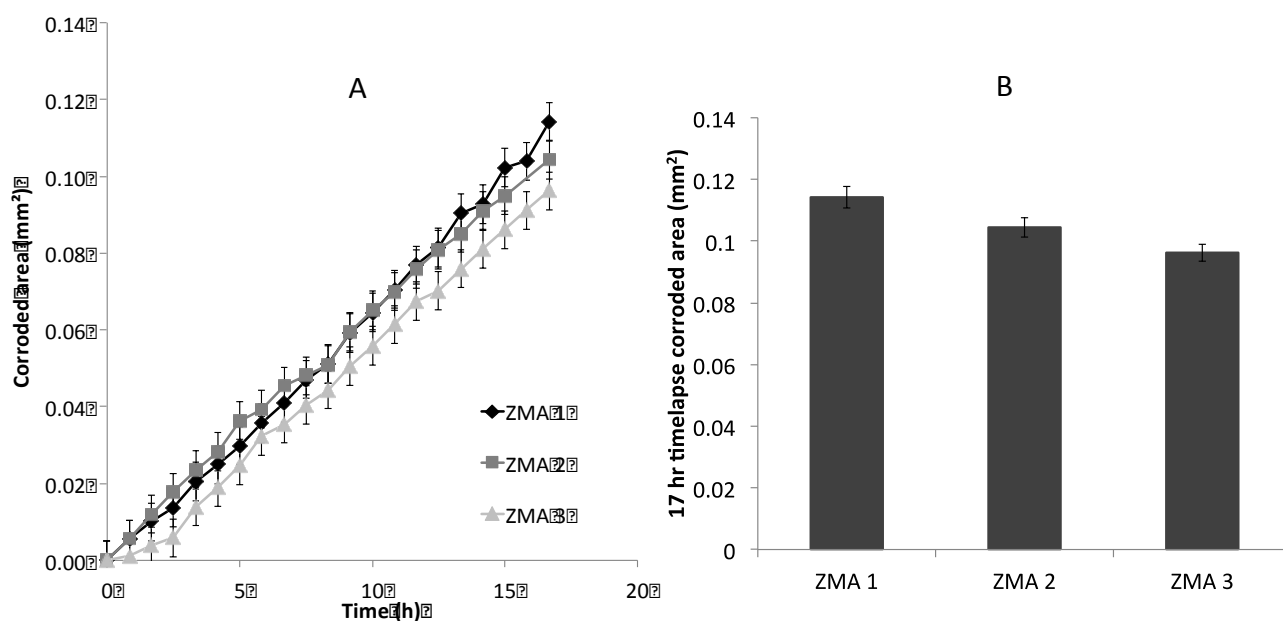 A
0.14
0.12
0.10
0.08
0.06
0.04
0.02
0.00
Corroded area (mm²)
0
5
10
15
20
Time (h)
ZMA 1
ZMA 2
ZMA 3
B
0.14
0.12
0.1
0.08
0.06
0.04
0.02
0
17 hr timelapse corroded area (mm²)
ZMA 1
ZMA 2
ZMA 3